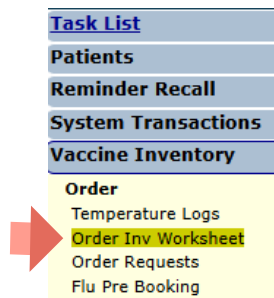 Task List
Patients
Reminder Recall
System Transactions
Vaccine Inventory
Order
Temperature Logs
Order Inv Worksheet
Order Requests
Flu Pre Booking